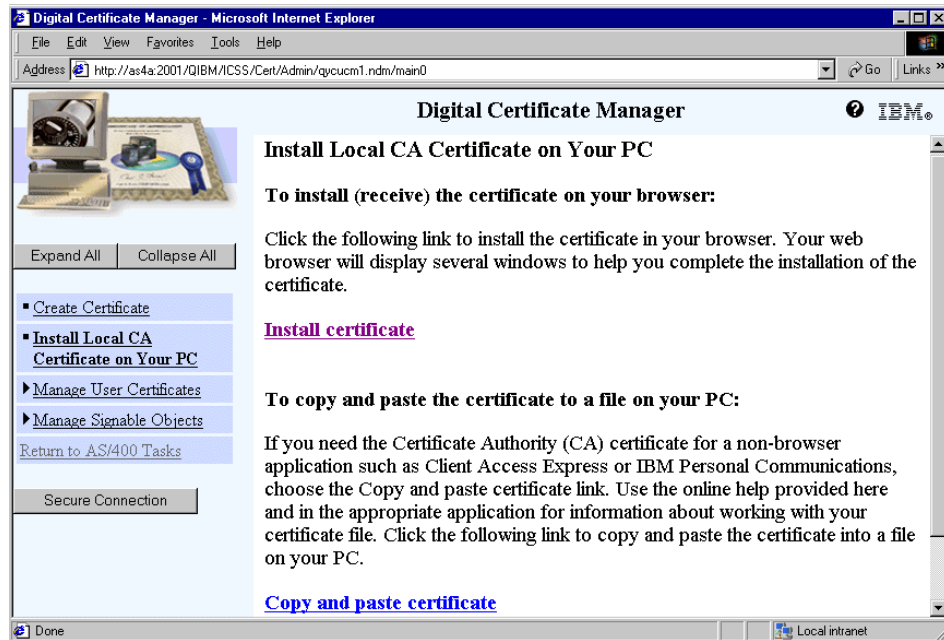 Digital Certificate Manager - Microsoft Internet Explorer
File Edit View Favorites Tools Help
Address http://as4a:2001/QIBM/ICSS/Cert/Admin/qycucm1.ndm/main0 Go Links »
Digital Certificate Manager
IBM®
Expand All Collapse All
Create Certificate
Install Local CA
Certificate on Your PC
Manage User Certificates
Manage Signable Objects
Return to AS/400 Tasks
Secure Connection
Install Local CA Certificate on Your PC
To install (receive) the certificate on your browser:
Click the following link to install the certificate in your browser. Your web
browser will display several windows to help you complete the installation of the
certificate.
Install certificate
To copy and paste the certificate to a file on your PC:
If you need the Certificate Authority (CA) certificate for a non-browser
application such as Client Access Express or IBM Personal Communications,
choose the Copy and paste certificate link. Use the online help provided here
and in the appropriate application for information about working with your
certificate file. Click the following link to copy and paste the certificate into a file
on your PC.
Copy and paste certificate
Done
Local intranet